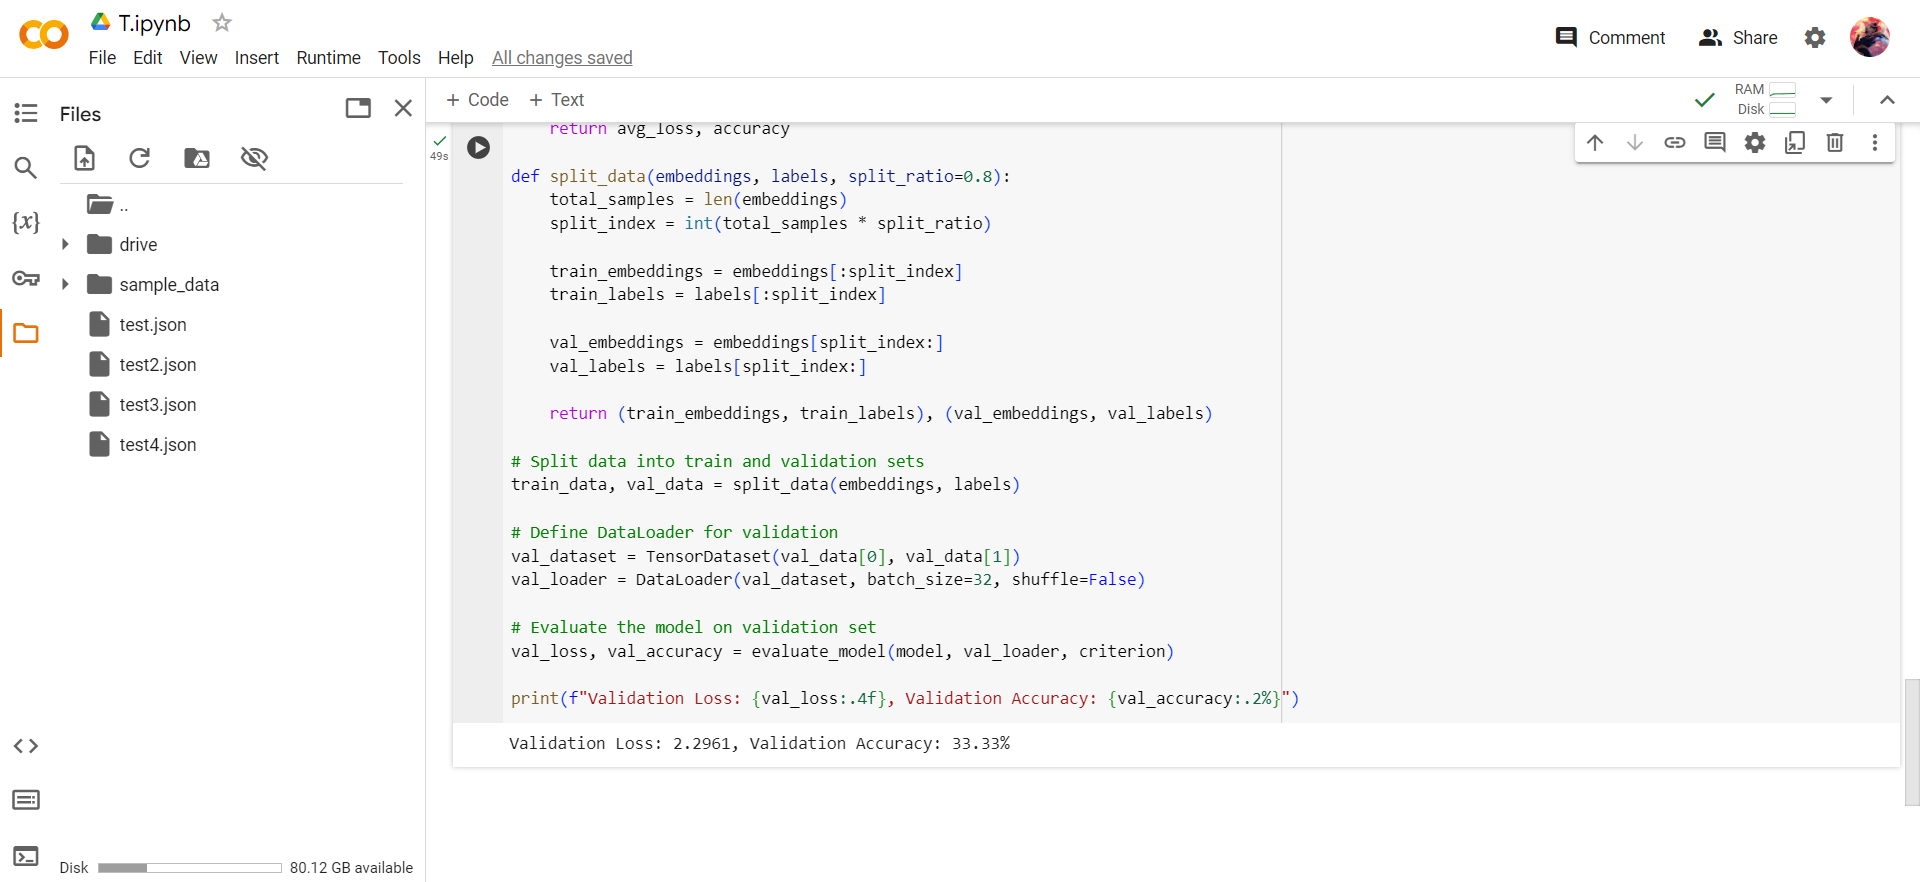 T.ipynb
File Edit View Insert Runtime Tools Help All changes saved
Comment Share
Files
+ Code + Text
RAM
Disk
..
drive
sample_data
test.json
test2.json
test3.json
test4.json
{x}
Disk 80.12 GB available
49s
    return avg_loss, accuracy
def split_data(embeddings, labels, split_ratio=0.8):
    total_samples = len(embeddings)
    split_index = int(total_samples * split_ratio)
    train_embeddings = embeddings[:split_index]
    train_labels = labels[:split_index]
    val_embeddings = embeddings[split_index:]
    val_labels = labels[split_index:]
    return (train_embeddings, train_labels), (val_embeddings, val_labels)
# Split data into train and validation sets
train_data, val_data = split_data(embeddings, labels)
# Define DataLoader for validation
val_dataset = TensorDataset(val_data[0], val_data[1])
val_loader = DataLoader(val_dataset, batch_size=32, shuffle=False)
# Evaluate the model on validation set
val_loss, val_accuracy = evaluate_model(model, val_loader, criterion)
print(f"Validation Loss: {val_loss:.4f}, Validation Accuracy: {val_accuracy:.2%}")
Validation Loss: 2.2961, Validation Accuracy: 33.33%